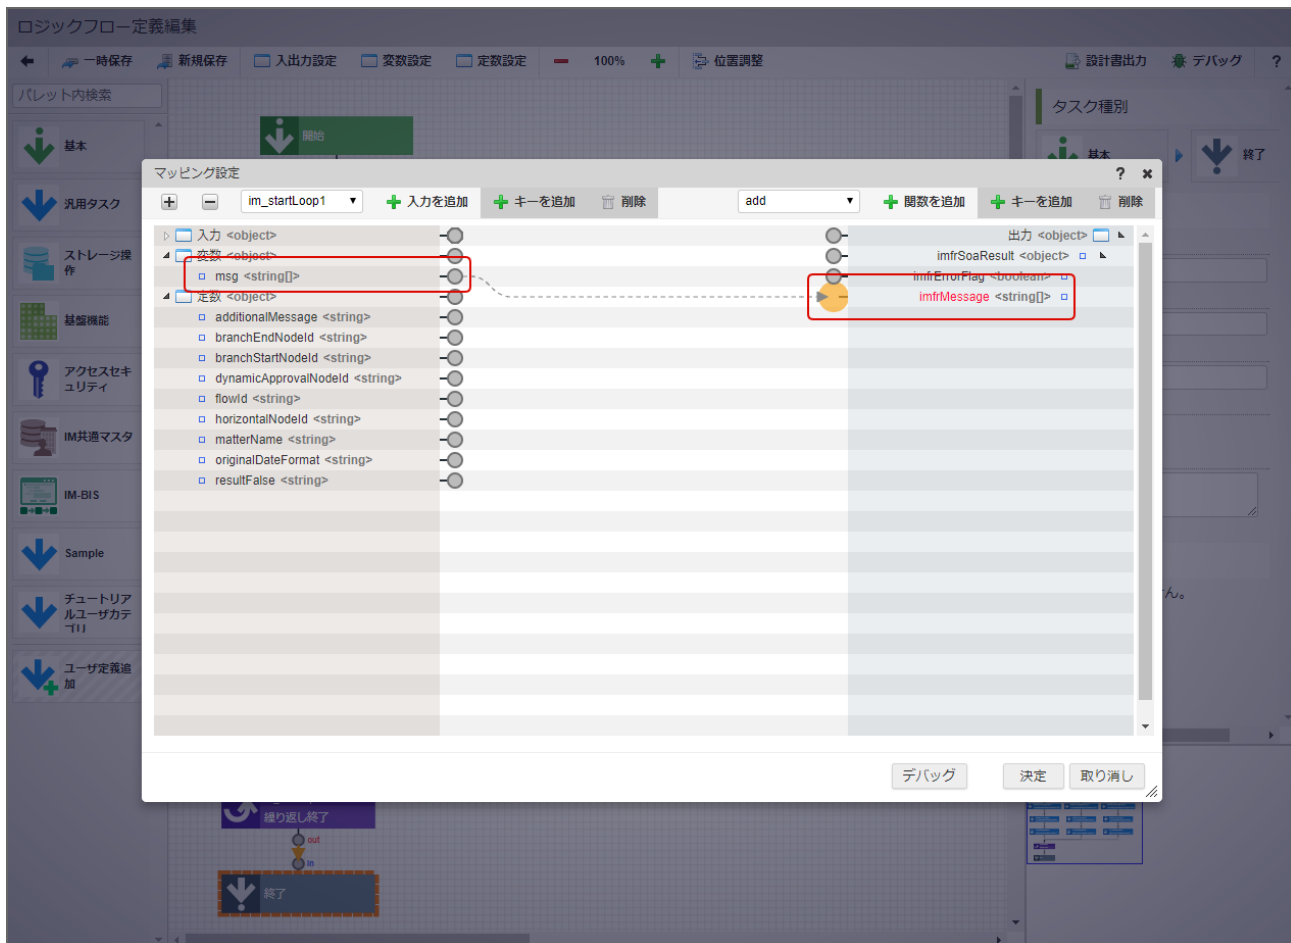 ロジックフロー定義編集
一時保存 新規保存 入出力設定 変数設定 定数設定 100% 位置調整 設計書出力 デバッグ ?
パレット内検索
基本
汎用タスク
ストレージ操
作
基盤機能
アクセスセキ
ュリティ
IM共通マスタ
IM-BIS
Sample
チュートリア
ルユーザカテ
ゴリ
ユーザ定義追
加
開始
タスク種別
基本 終了
マッピング設定 ?
im_startLoop1 入力を追加 キーを追加 削除 add 関数を追加 キーを追加 削除
入力 <object>
変数 <object>
msg <string[]>
定数 <object>
additionalMessage <string>
branchEndNodeId <string>
branchStartNodeId <string>
dynamicApprovalNodeId <string>
flowId <string>
horizontalNodeId <string>
matterName <string>
originalDateFormat <string>
resultFalse <string>
出力 <object>
imfrSoaResult <object>
imfrErrorFlag <boolean>
imfrMessage <string[]>
ん。
デバッグ 決定 取り消し
繰り返し終了
out
in
終了